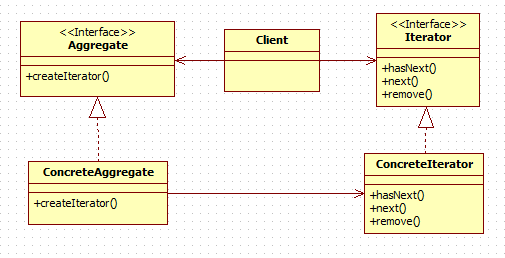 <<Interface>>
Aggregate
+createIterator()
Client
<<Interface>>
Iterator
+hasNext()
+next()
+remove()
ConcreteAggregate
+createIterator()
ConcreteIterator
+hasNext()
+next()
+remove()